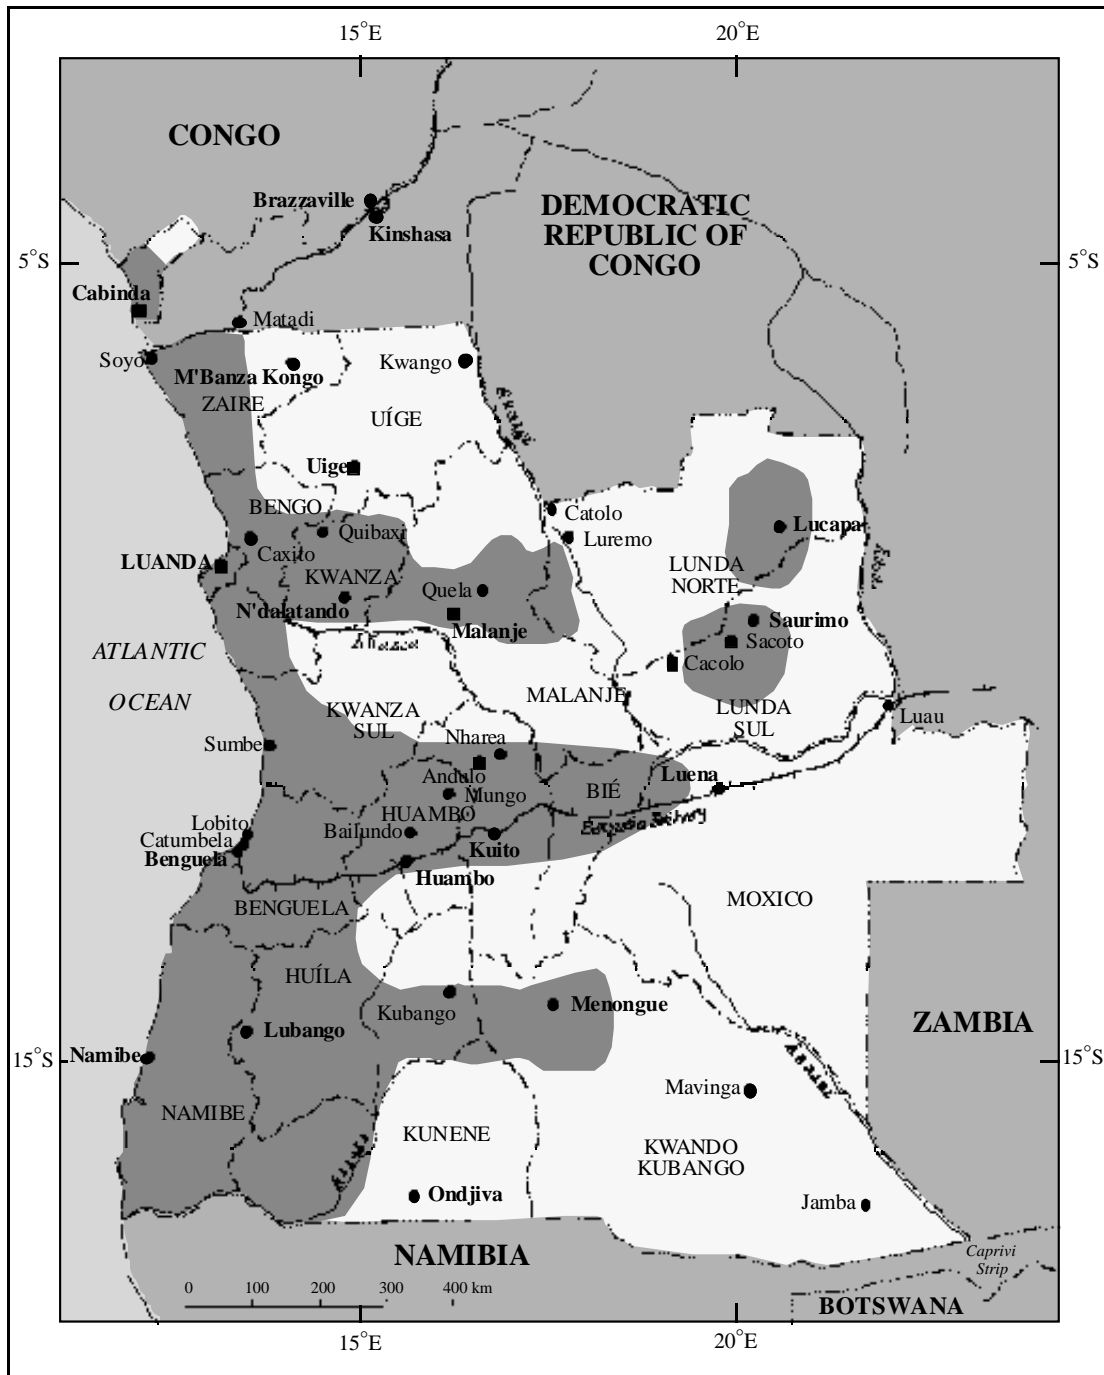 15°E 20°E
CONGO
Brazzaville
Kinshasa
DEMOCRATIC
REPUBLIC OF
CONGO
5°S 5°S
Cabinda
Matadi
Soyo
Kwango
M'Banza Kongo
ZAIRE
UÍGE
Uige
BENGO
Catolo
Quibaxi
Caxito
Luremo
Lucapa
LUANDA
KWANZA
LUNDA
NORTE
Quela
N'dalatando
Malanje
Saurimo
Sacoto
ATLANTIC
OCEAN
Cacolo
MALANJE
KWANZA
SUL
LUNDA
SUL
Luau
Sumbe
Nharea
Andulo
Luena
Mungo
BIÉ
HUAMBO
Lobito
Bailundo
Catumbela
Kuito
Benguela
Huambo
MOXICO
BENGUELA
HUÍLA
Kubango
Menongue
Lubango
ZAMBIA
Namibe
15°S 15°S
Mavinga
NAMIBE
KUNENE
KWANDO
KUBANGO
Ondjiva
Jamba
NAMIBIA
Caprivi
Strip
0 100 200 300 400 km
BOTSWANA
15°E 20°E